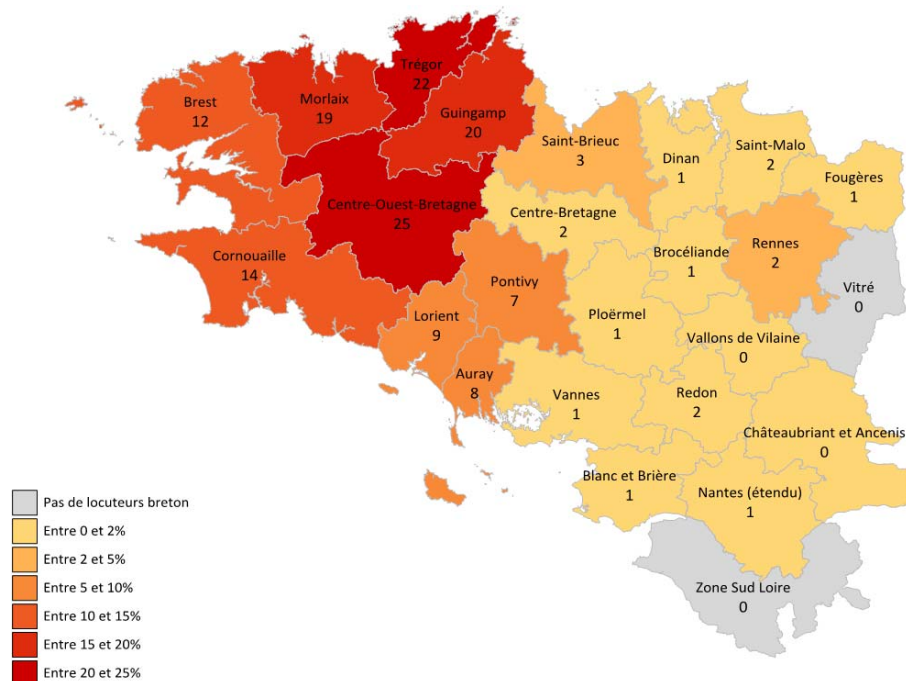 Trégor
22
Brest
12
Morlaix
19
Guingamp
20
Saint-Brieuc
3
Dinan
1
Saint-Malo
2
Fougères
1
Centre-Ouest-Bretagne
25
Centre-Bretagne
2
Brocéliande
1
Rennes
2
Vitré
0
Cornouaille
14
Pontivy
7
Lorient
9
Ploërmel
1
Vallons de Vilaine
0
Auray
8
Vannes
1
Redon
2
Châteaubriant et Ancenis
0
Blanc et Brière
1
Nantes (étendu)
1
Zone Sud Loire
0
Pas de locuteurs breton
Entre 0 et 2%
Entre 2 et 5%
Entre 5 et 10%
Entre 10 et 15%
Entre 15 et 20%
Entre 20 et 25%